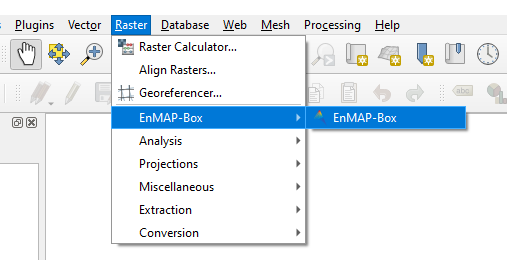 Plugins Vector Raster Database Web Mesh Processing Help
Raster Calculator...
Align Rasters...
Georeferencer...
EnMAP-Box EnMAP-Box
Analysis
Projections
Miscellaneous
Extraction
Conversion
abc